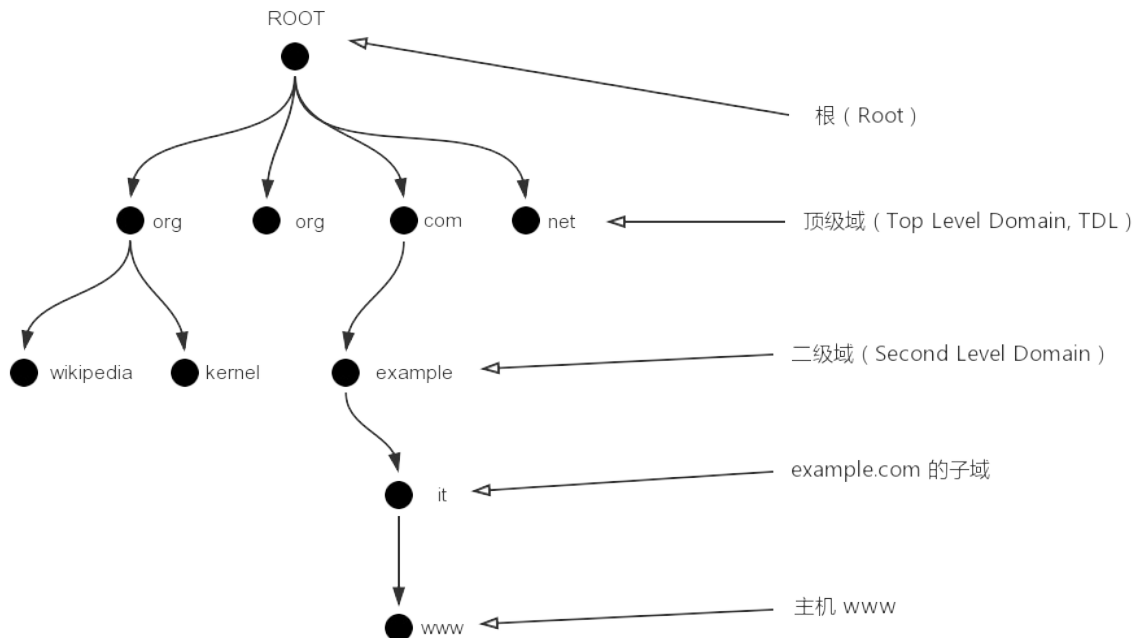 ROOT
根 ( Root )
org
org
com
net
顶级域 ( Top Level Domain, TDL )
wikipedia
kernel
example
二级域 ( Second Level Domain )
it
example.com 的子域
www
主机 www